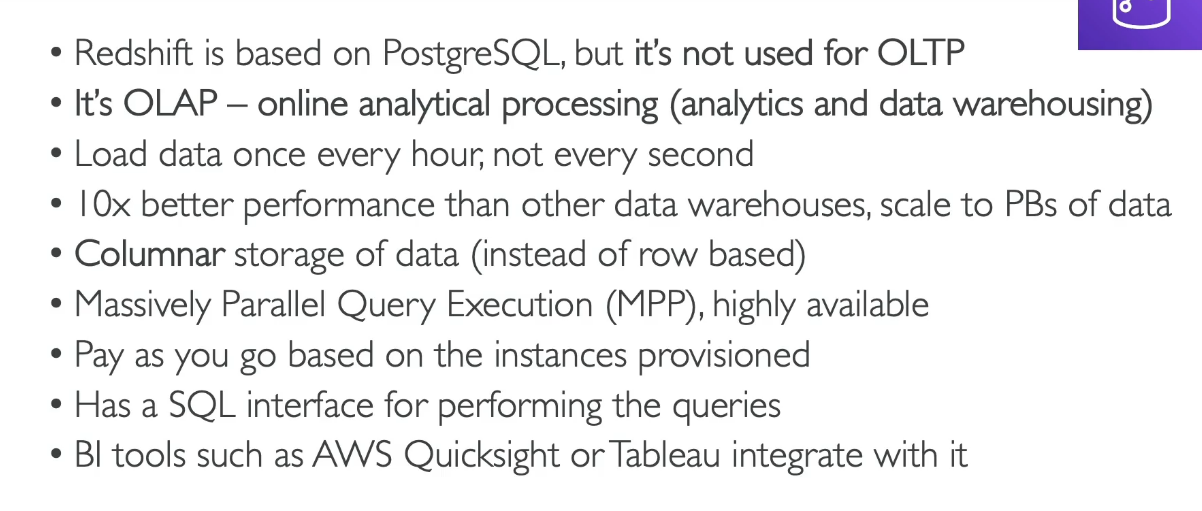 • Redshift is based on PostgreSQL, but it's not used for OLTP
• It's OLAP – online analytical processing (analytics and data warehousing)
• Load data once every hour, not every second
• 10x better performance than other data warehouses, scale to PBs of data
• Columnar storage of data (instead of row based)
• Massively Parallel Query Execution (MPP), highly available
• Pay as you go based on the instances provisioned
• Has a SQL interface for performing the queries
• BI tools such as AWS Quicksight or Tableau integrate with it